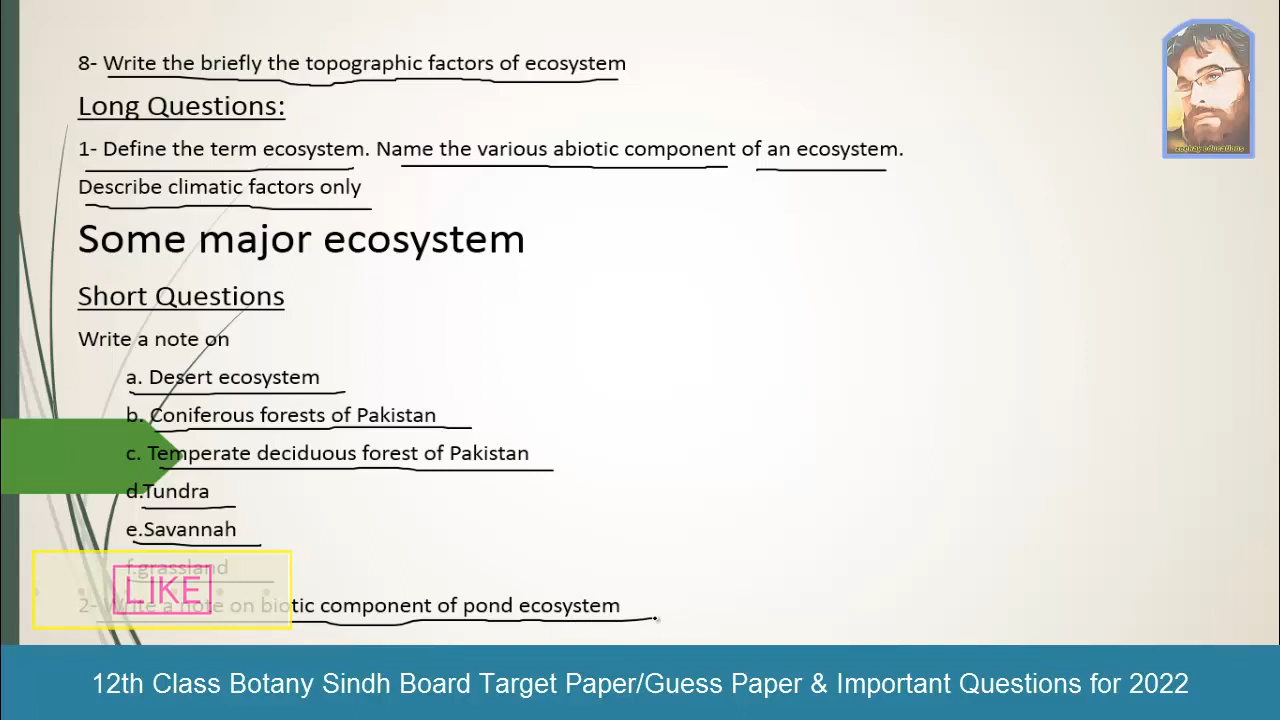 8- Write the briefly the topographic factors of ecosystem
Long Questions:
1- Define the term ecosystem. Name the various abiotic component of an ecosystem.
Describe climatic factors only
Some major ecosystem
Short Questions
Write a note on
a. Desert ecosystem
b. Coniferous forests of Pakistan
c. Temperate deciduous forest of Pakistan
d.Tundra
e.Savannah
f.grassland
LIKE
2- Write a note on biotic component of pond ecosystem
zeekay educations
12th Class Botany Sindh Board Target Paper/Guess Paper & Important Questions for 2022